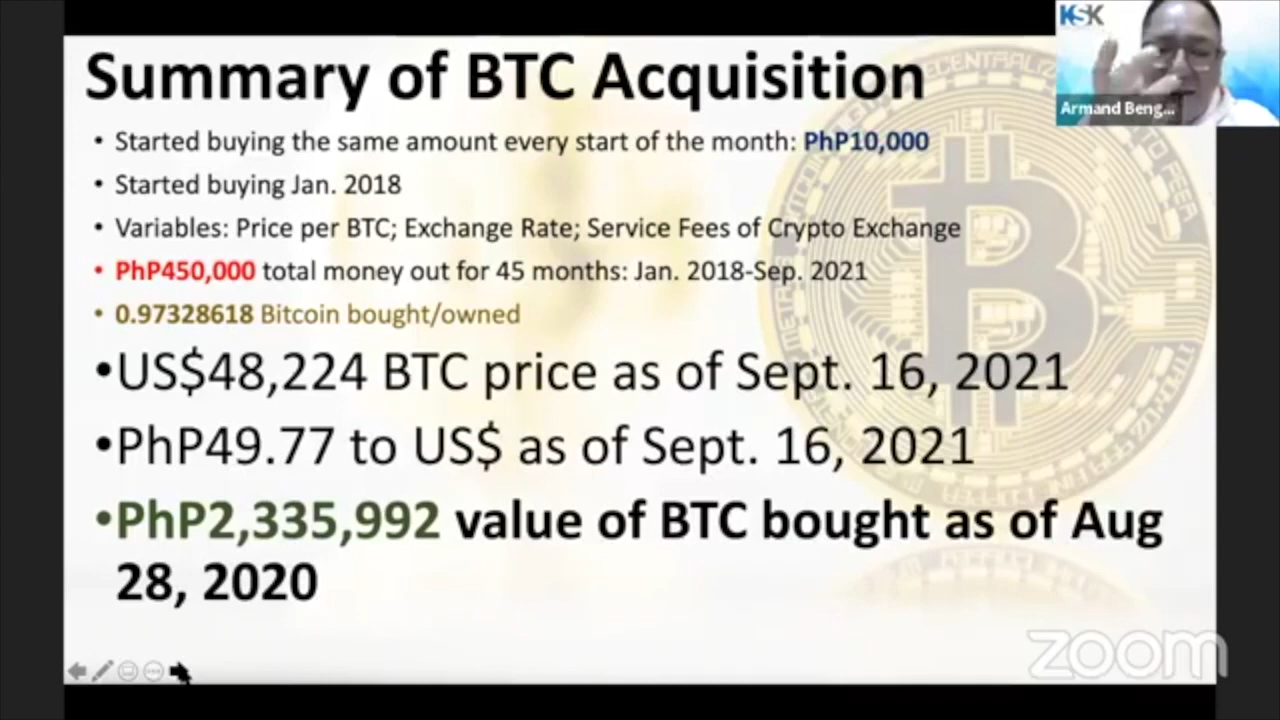 KSK
Armand Beng...
Summary of BTC Acquisition
• Started buying the same amount every start of the month: PhP10,000
• Started buying Jan. 2018
• Variables: Price per BTC; Exchange Rate; Service Fees of Crypto Exchange
• PhP450,000 total money out for 45 months: Jan. 2018-Sep. 2021
• 0.97328618 Bitcoin bought/owned
•US$48,224 BTC price as of Sept. 16, 2021
•PhP49.77 to US$ as of Sept. 16, 2021
•PhP2,335,992 value of BTC bought as of Aug
28, 2020
zoom